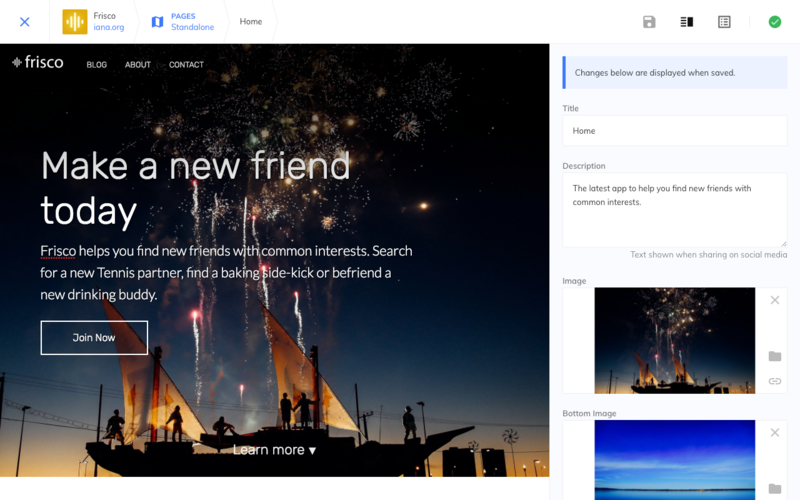 Frisco
iana.org
PAGES
Standalone
Home
frisco
BLOG
ABOUT
CONTACT
Make a new friend
today
Frisco helps you find new friends with common interests. Search
for a new Tennis partner, find a baking side-kick or befriend a
new drinking buddy.
Join Now
Learn more ▾
Changes below are displayed when saved.
Title
Home
Description
The latest app to help you find new friends with
common interests.
Text shown when sharing on social media
Image
Bottom Image